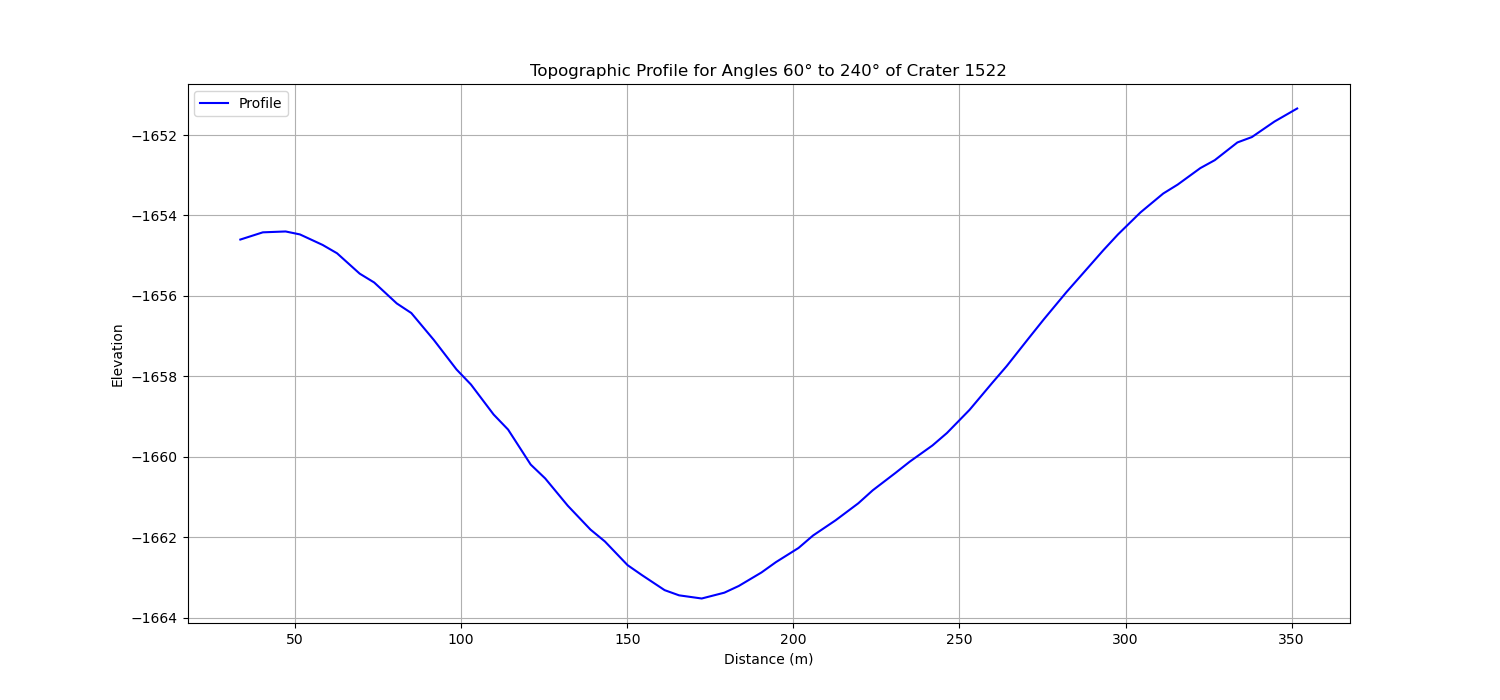 Topographic Profile for Angles 60° to 240° of Crater 1522
Profile
−1652
−1654
−1656
−1658
−1660
−1662
−1664
Elevation
50 100 150 200 250 300 350
Distance (m)